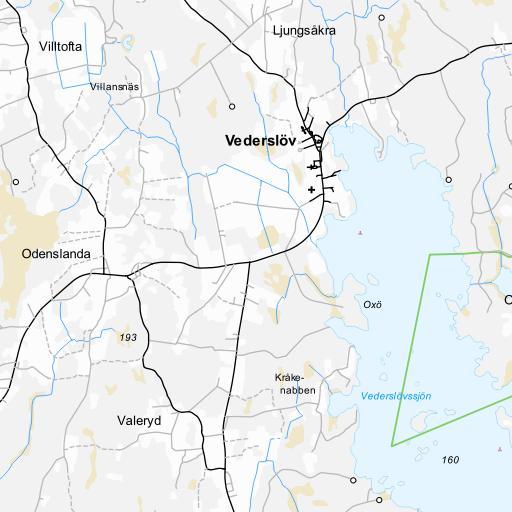 Ljungsåkra
Villtofta
Villansnäs
Vederslöv
Odenslanda
O
Oxö
193
Kråke-
nabben
Vederslövssjön
Valeryd
160